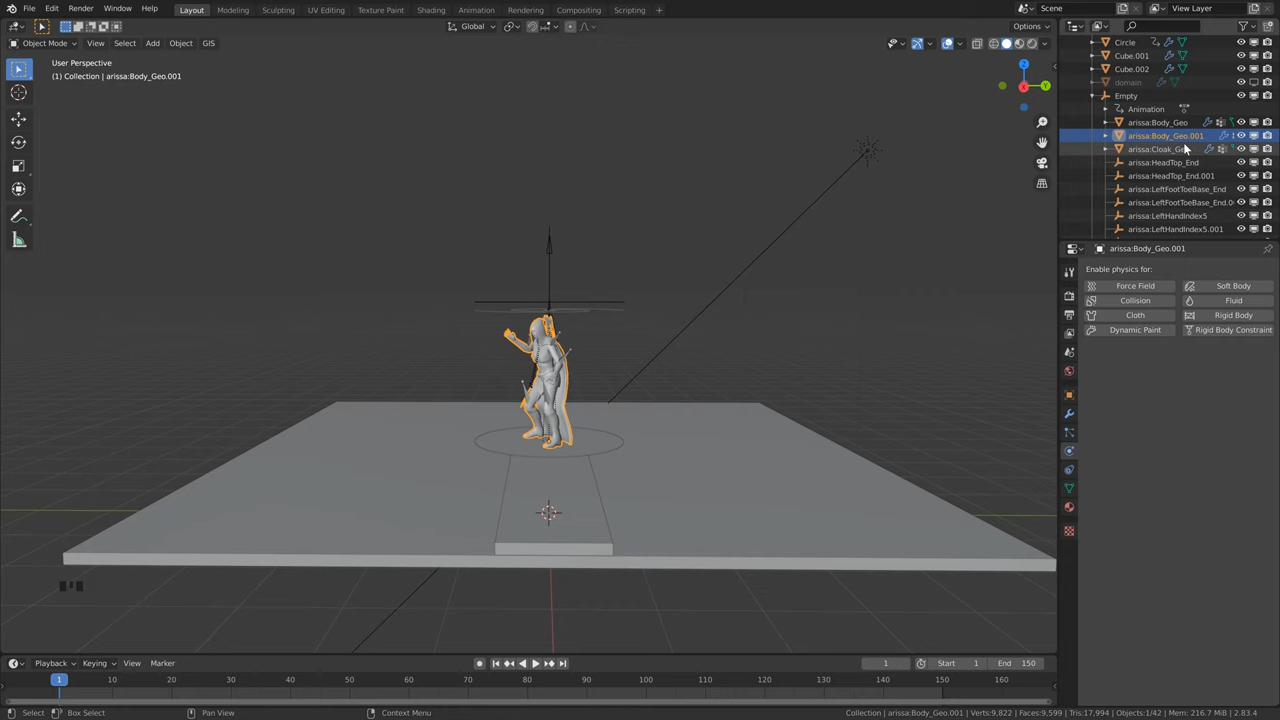 File Edit Render Window Help Layout Modeling Sculpting UV Editing Texture Paint Shading Animation Rendering Compositing Scripting + Scene View Layer
Global Options
Object Mode View Select Add Object GIS
User Perspective
(1) Collection | arissa:Body_Geo.001
Z
Y
X
Circle
Cube.001
Cube.002
domain
Empty
Animation
arissa:Body_Geo
arissa:Body_Geo.001
arissa:Cloak_Ge
arissa:HeadTop_End
arissa:HeadTop_End.001
arissa:LeftFootToeBase_End
arissa:LeftFootToeBase_End.0
arissa:LeftHandIndex5
arissa:LeftHandIndex5.001
arissa:Body_Geo.001
Enable physics for:
Force Field Soft Body
Collision Fluid
Cloth Rigid Body
Dynamic Paint Rigid Body Constraint
Playback Keying View Marker 1 Start 1 End 150
1 10 20 30 40 50 60 70 80 90 100 110 120 130 140 150 160
Select Box Select Pan View Context Menu Collection | arissa:Body_Geo.001 | Verts:9,822 | Faces:9,599 | Tris:17,994 | Objects:1/42 | Mem: 216.7 MiB | 2.83.4